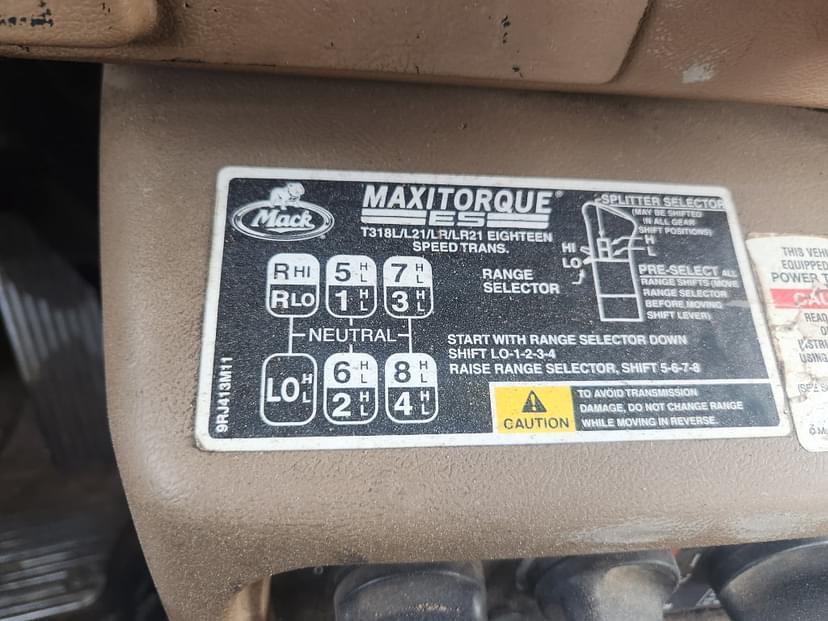 Mack
MAXITORQUE®
ES
T318L/L21/LR/LR21 EIGHTEEN
SPEED TRANS.
SPLITTER SELECTOR
(MAY BE SHIFTED
IN ALL GEAR
SHIFT POSITIONS)
HI
LO
H
L
RANGE
SELECTOR
PRE-SELECT ALL
RANGE SHIFTS (MOVE
RANGE SELECTOR
BEFORE MOVING
SHIFT LEVER)
R HI 5 H L 7 H L
R LO 1 H L 3 H L
NEUTRAL
LO H L 6 H L 8 H L
2 H L 4 H L
START WITH RANGE SELECTOR DOWN
SHIFT LO-1-2-3-4
RAISE RANGE SELECTOR, SHIFT 5-6-7-8
CAUTION
TO AVOID TRANSMISSION
DAMAGE, DO NOT CHANGE RANGE
WHILE MOVING IN REVERSE.
9RJ413M11
THIS VEHI
EQUIPPED
POWER T
CAU
READ
USING